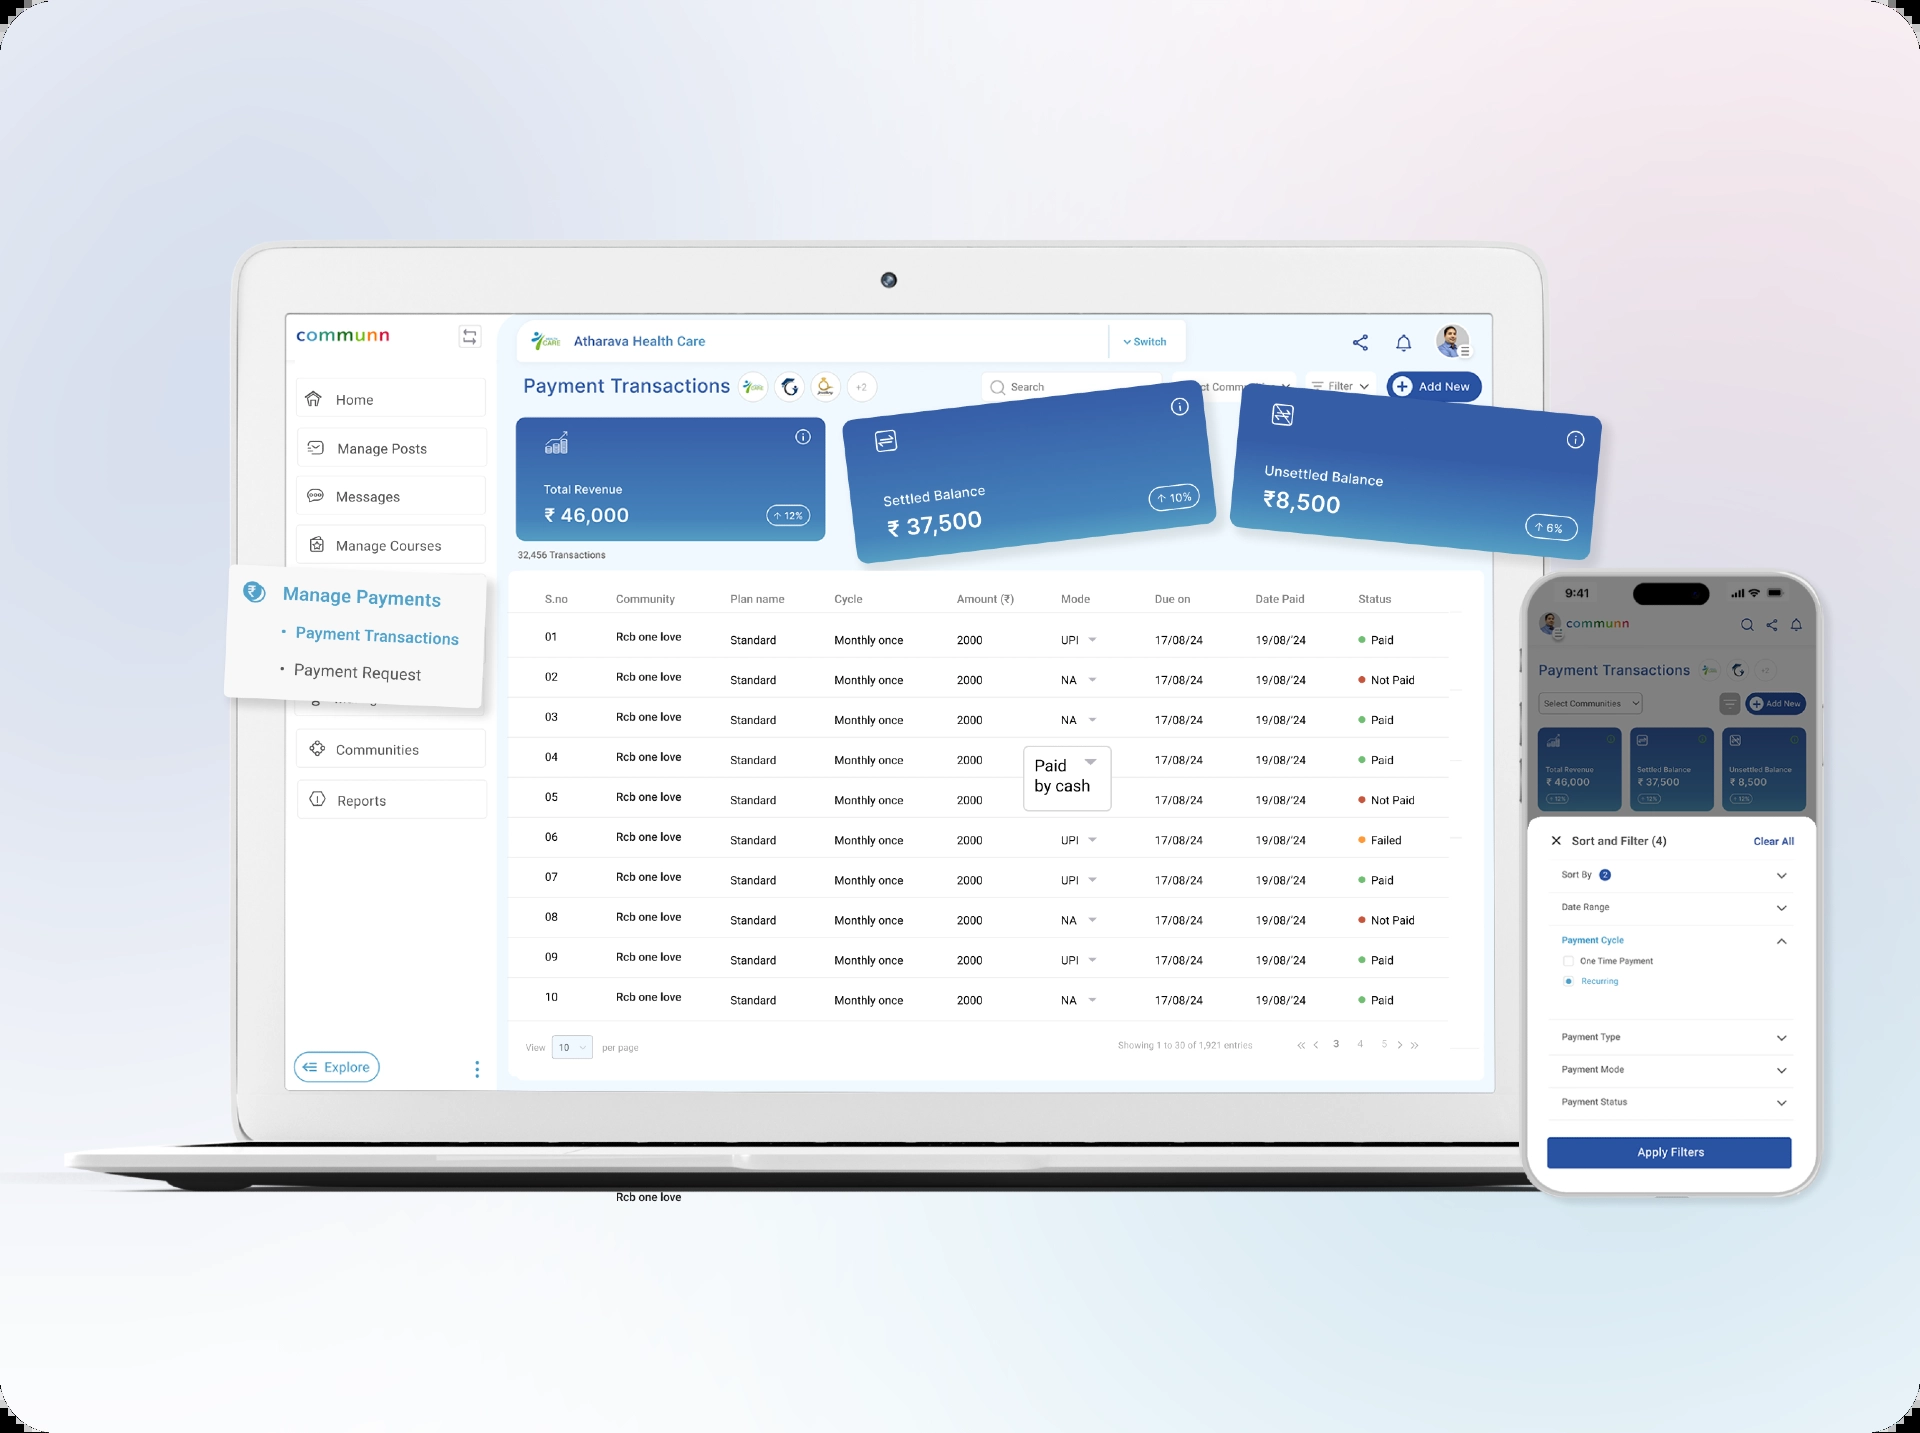 communn
Atharava Health Care
Switch
Payment Transactions
+2
Search
ct Comm
Filter
Add New
Home
Manage Posts
Messages
Manage Courses
Manage Payments
• Payment Transactions
• Payment Request
Communities
Reports
Explore
Total Revenue
₹ 46,000
↑ 12%
Settled Balance
₹ 37,500
↑ 10%
Unsettled Balance
₹8,500
↑ 6%
32,456 Transactions
S.no Community Plan name Cycle Amount (₹) Mode Due on Date Paid Status
01 Rcb one love Standard Monthly once 2000 UPI 17/08/24 19/08/'24 Paid
02 Rcb one love Standard Monthly once 2000 NA 17/08/24 19/08/'24 Not Paid
03 Rcb one love Standard Monthly once 2000 NA 17/08/24 19/08/'24 Paid
04 Rcb one love Standard Monthly once 2000 17/08/24 19/08/'24 Paid
Paid
by cash
05 Rcb one love Standard Monthly once 2000 17/08/24 19/08/'24 Not Paid
06 Rcb one love Standard Monthly once 2000 UPI 17/08/24 19/08/'24 Failed
07 Rcb one love Standard Monthly once 2000 UPI 17/08/24 19/08/'24 Paid
08 Rcb one love Standard Monthly once 2000 NA 17/08/24 19/08/'24 Not Paid
09 Rcb one love Standard Monthly once 2000 UPI 17/08/24 19/08/'24 Paid
10 Rcb one love Standard Monthly once 2000 NA 17/08/24 19/08/'24 Paid
View 10 per page
Showing 1 to 30 of 1,921 entries
« < 3 4 5 > »
Rcb one love
9:41
communn
Payment Transactions
+2
Select Communities
Add New
Total Revenue
₹ 46,000
↑ 12%
Settled Balance
₹ 37,500
↑ 12%
Unsettled Balance
₹ 8,500
↑ 12%
Sort and Filter (4)
Clear All
Sort By 2
Date Range
Payment Cycle
One Time Payment
Recurring
Payment Type
Payment Mode
Payment Status
Apply Filters